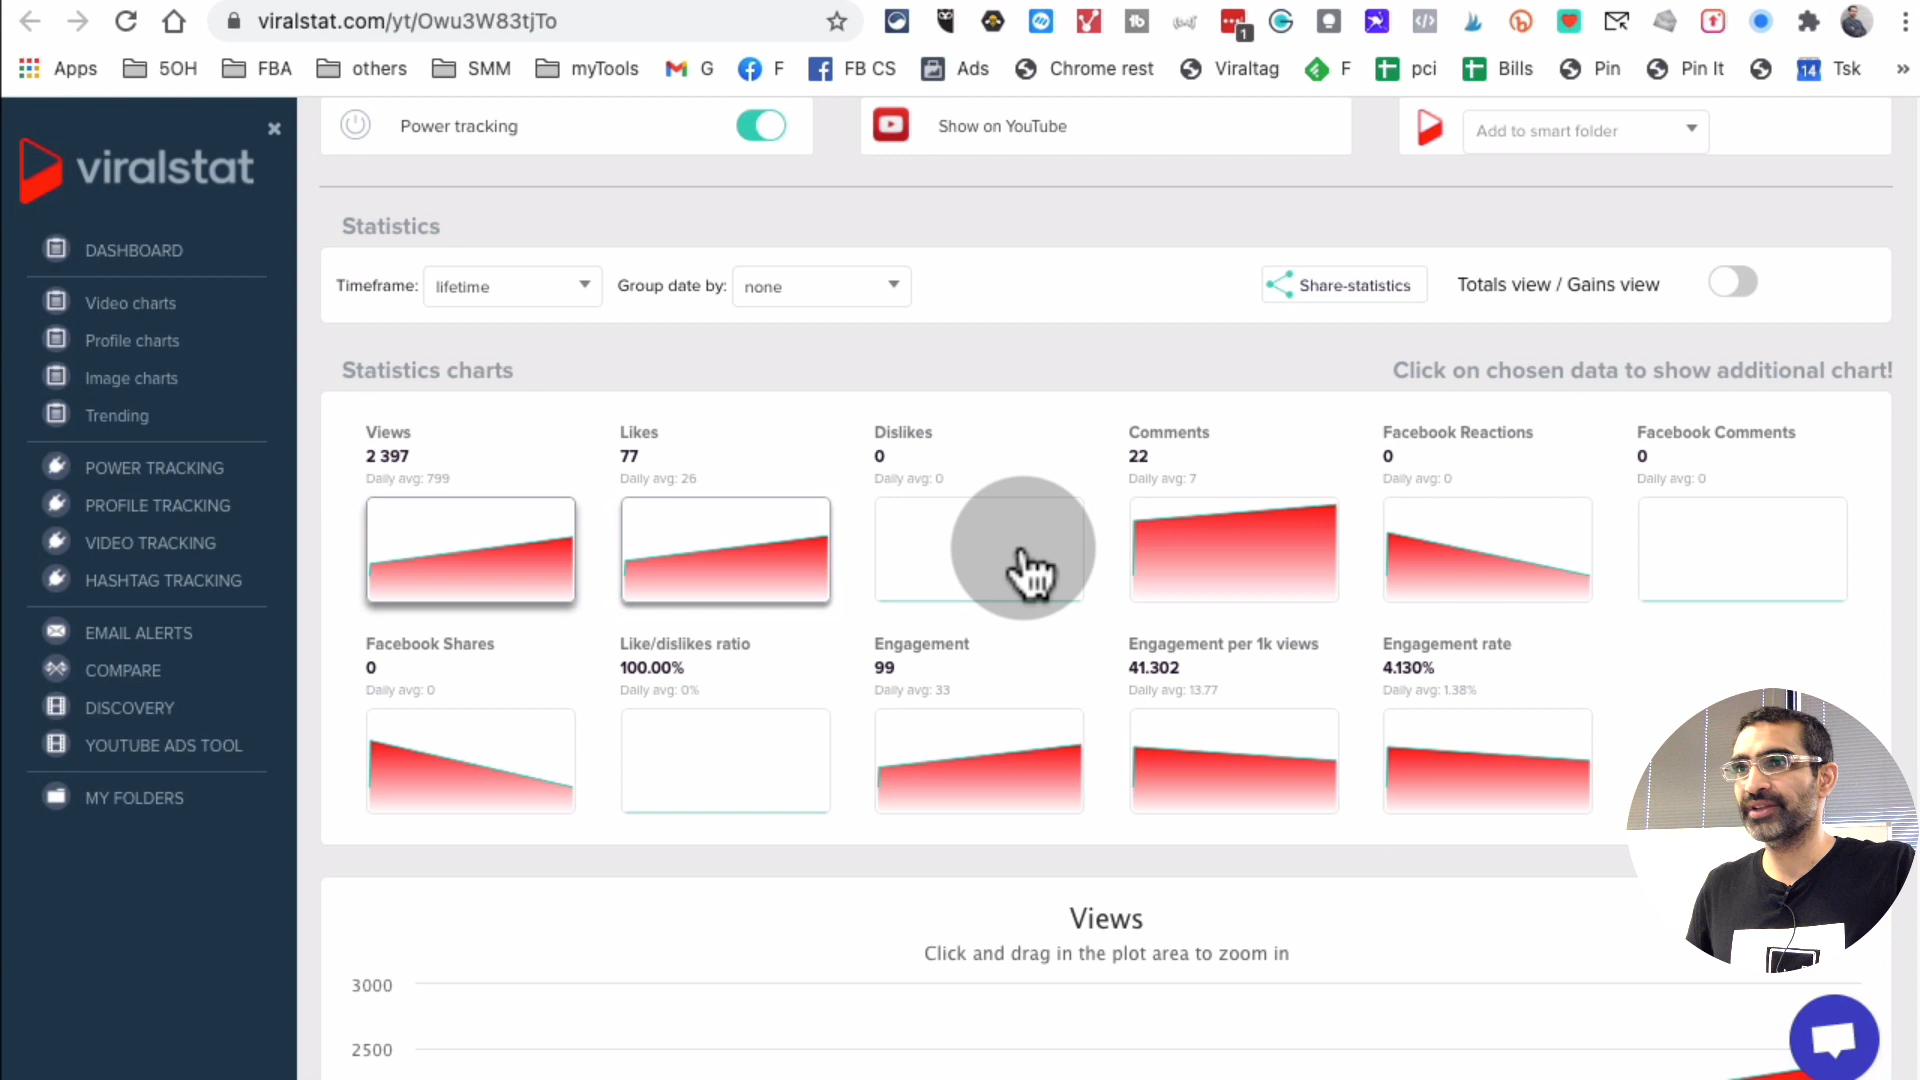 viralstat.com/yt/Owu3W83tjTo
1
Apps 5OH FBA others SMM myTools G F FB CS Ads Chrome rest Viraltag F pci Bills Pin Pin It 14 Tsk »
viralstat
Power tracking
Show on YouTube
Add to smart folder
DASHBOARD
Video charts
Profile charts
Image charts
Trending
POWER TRACKING
PROFILE TRACKING
VIDEO TRACKING
HASHTAG TRACKING
EMAIL ALERTS
COMPARE
DISCOVERY
YOUTUBE ADS TOOL
MY FOLDERS
Statistics
Timeframe: lifetime Group date by: none Share-statistics Totals view / Gains view
Statistics charts
Click on chosen data to show additional chart!
Views
2 397
Daily avg: 799
Likes
77
Daily avg: 26
Dislikes
0
Daily avg: 0
Comments
22
Daily avg: 7
Facebook Reactions
0
Daily avg: 0
Facebook Comments
0
Daily avg: 0
Facebook Shares
0
Daily avg: 0
Like/dislikes ratio
100.00%
Daily avg: 0%
Engagement
99
Daily avg: 33
Engagement per 1k views
41.302
Daily avg: 13.77
Engagement rate
4.130%
Daily avg: 1.38%
Views
Click and drag in the plot area to zoom in
3000
2500